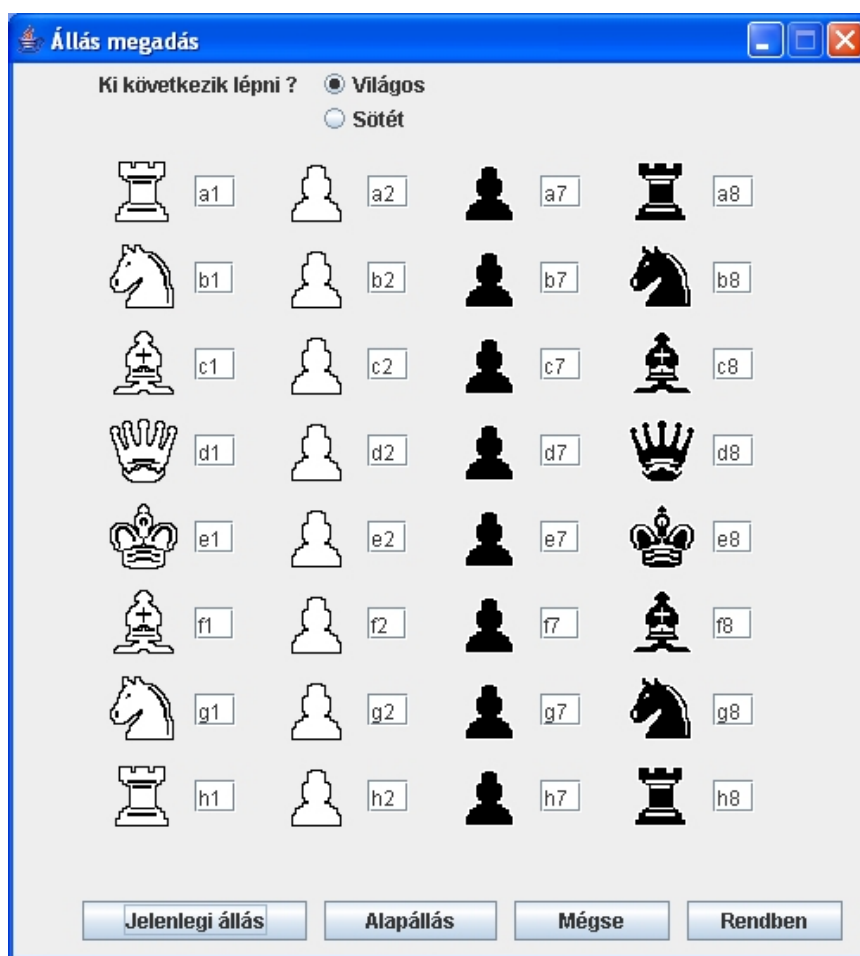 Állás megadás
Ki következik lépni ? Világos
Sötét
a1 a2 a7 a8
b1 b2 b7 b8
c1 c2 c7 c8
d1 d2 d7 d8
e1 e2 e7 e8
f1 f2 f7 f8
g1 g2 g7 g8
h1 h2 h7 h8
Jelenlegi állás Alapállás Mégse Rendben